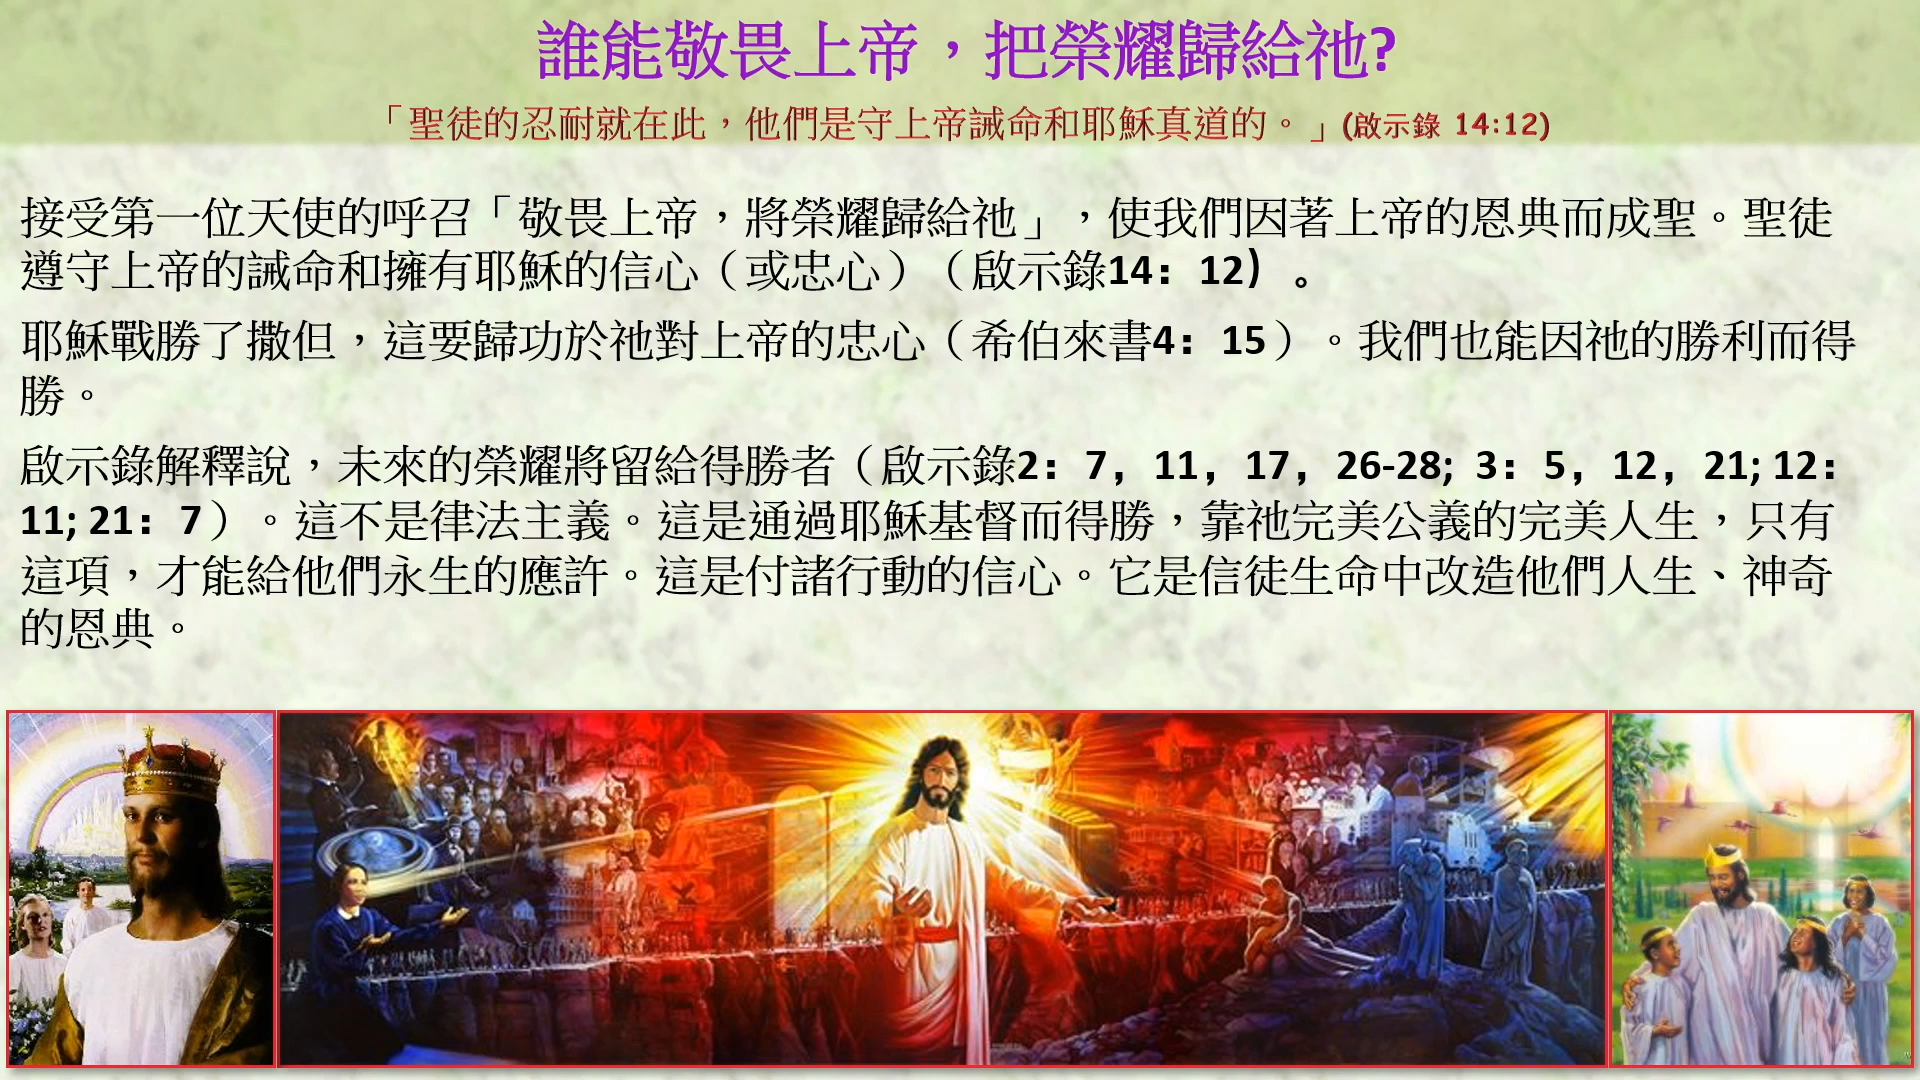 誰能敬畏上帝，把榮耀歸給祂?
「聖徒的忍耐就在此，他們是守上帝誡命和耶穌真道的。」(啟示錄 14:12)
接受第一位天使的呼召「敬畏上帝，將榮耀歸給祂」，使我們因著上帝的恩典而成聖。聖徒
遵守上帝的誡命和擁有耶穌的信心（或忠心）（啟示錄14：12）。
耶穌戰勝了撒但，這要歸功於祂對上帝的忠心（希伯來書4：15）。我們也能因祂的勝利而得
勝。
啟示錄解釋說，未來的榮耀將留給得勝者（啟示錄2：7，11，17，26-28; 3：5，12，21; 12：
11; 21：7）。這不是律法主義。這是通過耶穌基督而得勝，靠祂完美公義的完美人生，只有
這項，才能給他們永生的應許。這是付諸行動的信心。它是信徒生命中改造他們人生、神奇
的恩典。